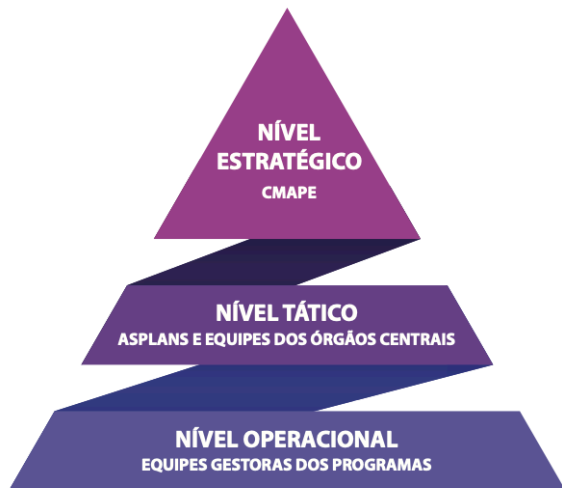 NÍVEL
ESTRATÉGICO
CMAPE
NÍVEL TÁTICO
ASPLANS E EQUIPES DOS ÓRGÃOS CENTRAIS
NÍVEL OPERACIONAL
EQUIPES GESTORAS DOS PROGRAMAS